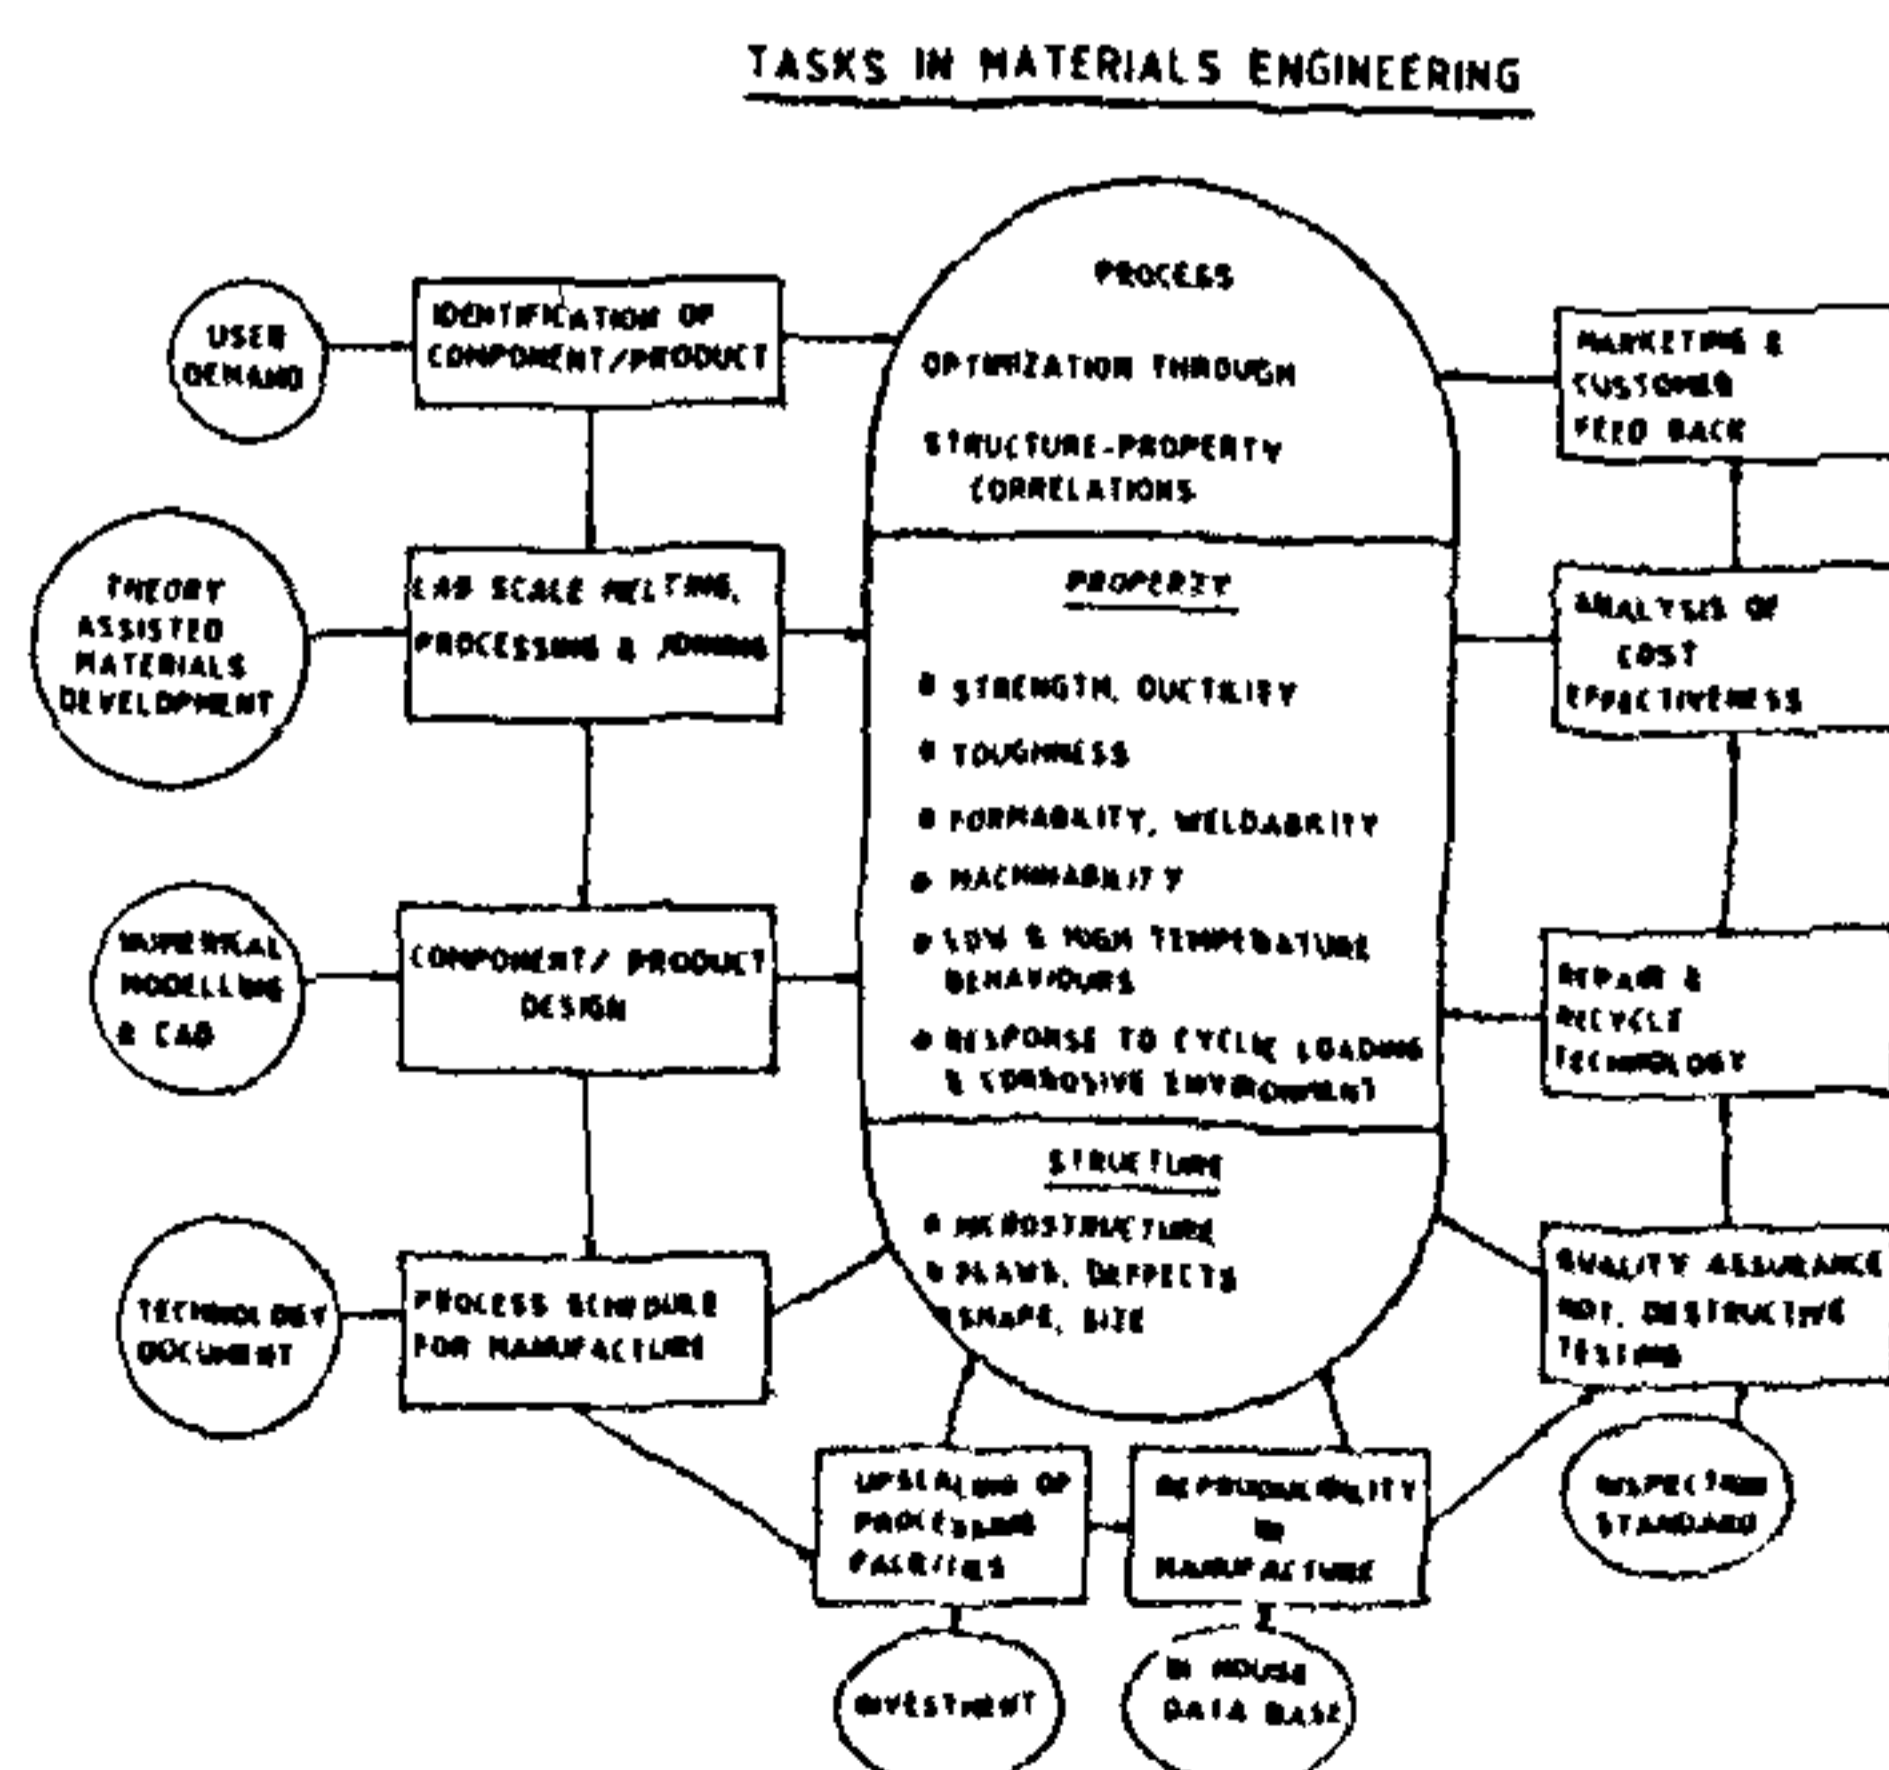 TASKS IN MATERIALS ENGINEERING
USER
DEMAND
IDENTIFICATION OF
COMPONENT/PRODUCT
THEORY
ASSISTED
MATERIALS
DEVELOPMENT
LAB SCALE MELTING,
PROCESSING & JOINING
NUMERICAL
MODELLING
& CAD
COMPONENT/ PRODUCT
DESIGN
TECHNOLOGY
DOCUMENT
PROCESS SCHEDULE
FOR MANUFACTURE
PROCESS
OPTIMIZATION THROUGH
STRUCTURE-PROPERTY
CORRELATIONS
PROPERTY
STRENGTH, DUCTILITY
TOUGHNESS
FORMABILITY, WELDABILITY
MACHINABILITY
LOW & HIGH TEMPERATURE
BEHAVIOURS
RESPONSE TO CYCLIC LOADING
& CORROSIVE ENVIRONMENT
STRUCTURE
MICROSTRUCTURE
FLAWS, DEFFECTS
SHAPE, SIZE
MARKETING &
CUSTOMER
FEED BACK
ANALYSIS OF
COST
EFFECTIVENESS
REPAIR &
RECYCLE
TECHNOLOGY
QUALITY ASSURANCE
NDT, DESTRUCTIVE
TESTING
INSPECTION
STANDARD
UPSCALING OF
PROCESSING
FACILITIES
REPRODUCIBILITY
IN
MANUFACTURE
INVESTMENT
IN HOUSE
DATA BASE